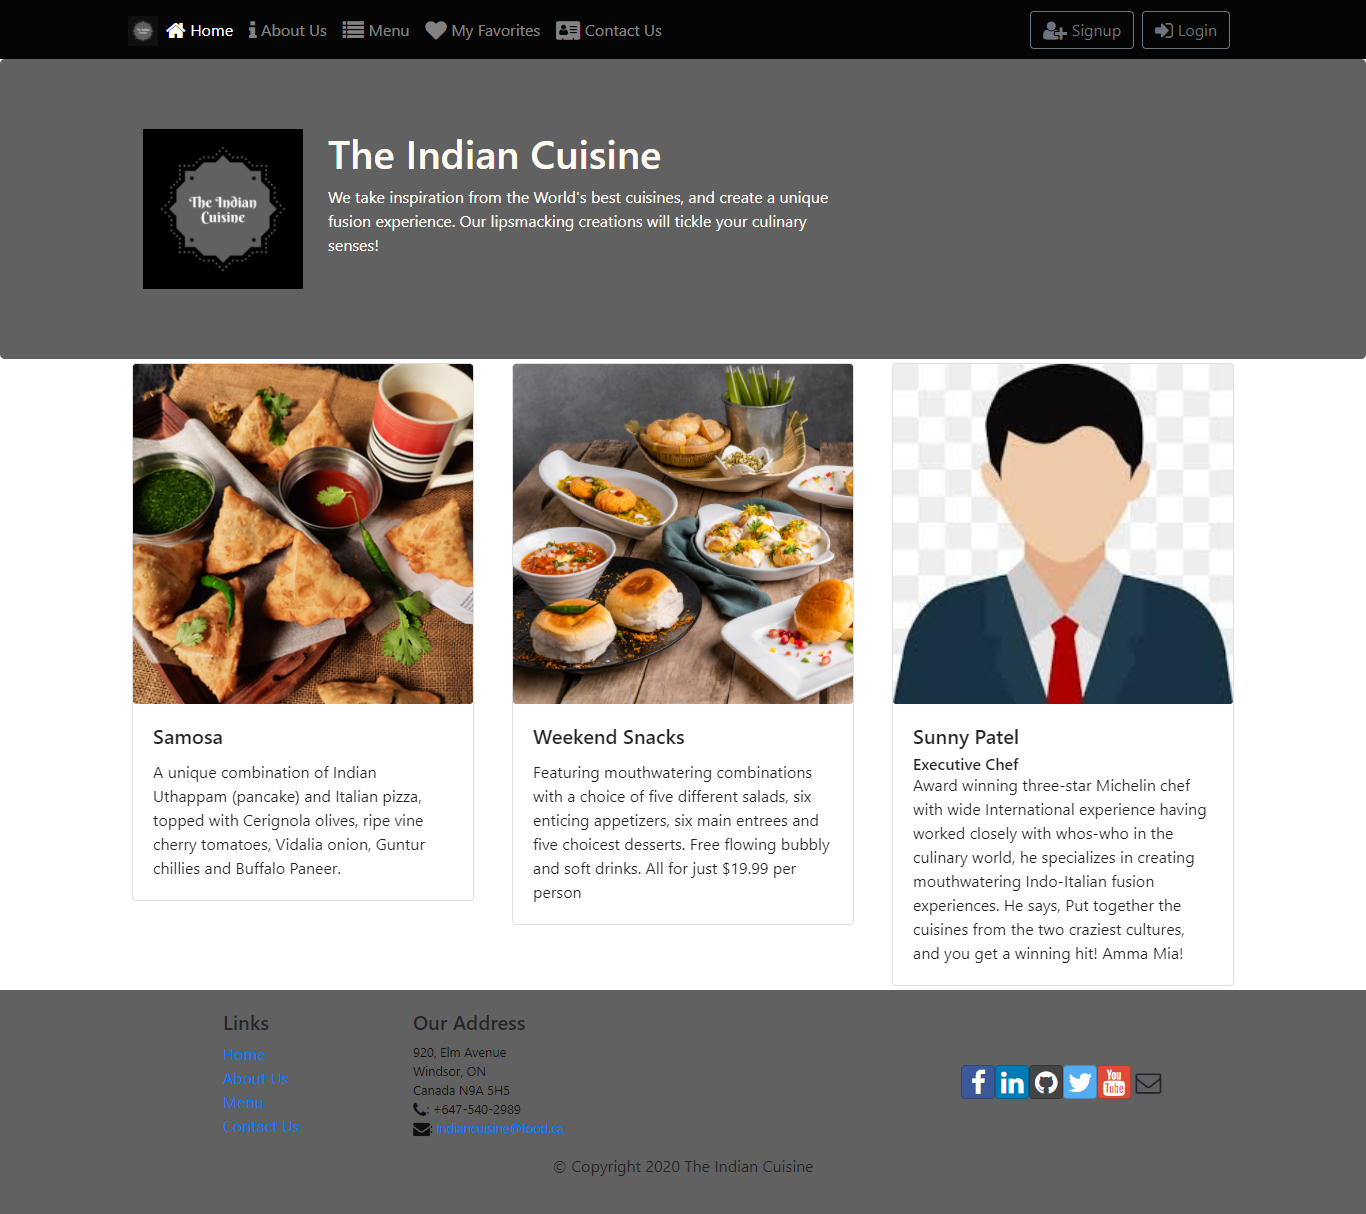 Home About Us Menu My Favorites Contact Us Signup Login
The Indian
Cuisine
The Indian Cuisine
We take inspiration from the World's best cuisines, and create a unique
fusion experience. Our lipsmacking creations will tickle your culinary
senses!
Samosa
A unique combination of Indian
Uthappam (pancake) and Italian pizza,
topped with Cerignola olives, ripe vine
cherry tomatoes, Vidalia onion, Guntur
chillies and Buffalo Paneer.
Weekend Snacks
Featuring mouthwatering combinations
with a choice of five different salads, six
enticing appetizers, six main entrees and
five choicest desserts. Free flowing bubbly
and soft drinks. All for just $19.99 per
person
Sunny Patel
Executive Chef
Award winning three-star Michelin chef
with wide International experience having
worked closely with whos-who in the
culinary world, he specializes in creating
mouthwatering Indo-Italian fusion
experiences. He says, Put together the
cuisines from the two craziest cultures,
and you get a winning hit! Amma Mia!
Links
Home
About Us
Menu
Contact Us
Our Address
920, Elm Avenue
Windsor, ON
Canada N9A 5H5
: +647-540-2989
: indiancuisine@food.ca
f in You Tube
© Copyright 2020 The Indian Cuisine